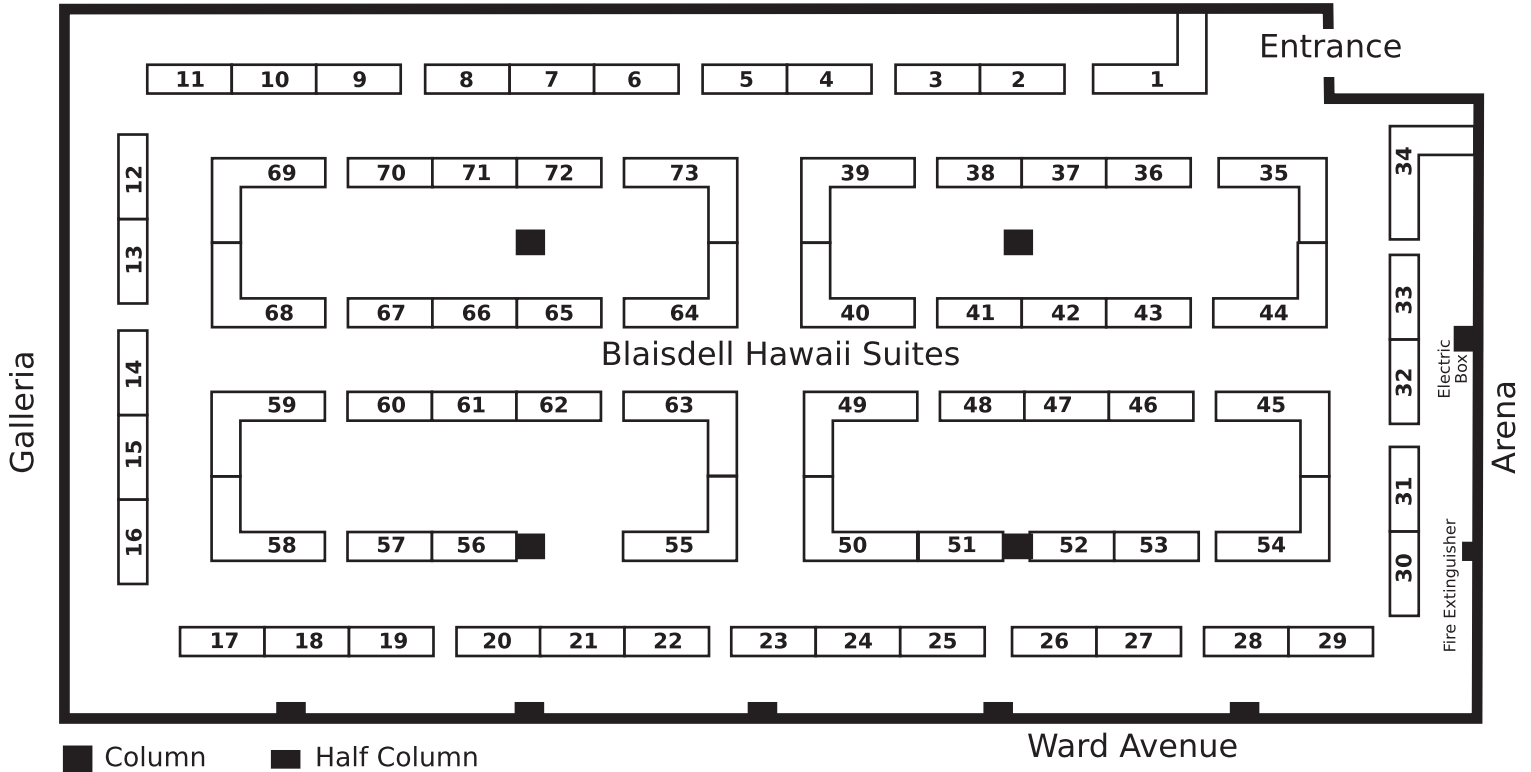 Entrance
11 10 9 8 7 6 5 4 3 2 1
34
12
69 70 71 72 73 39 38 37 36 35
13
33
68 67 66 65 64 40 41 42 43 44
Blaisdell Hawaii Suites
Electric
Box
32
14
Galleria
Arena
59 60 61 62 63 49 48 47 46 45
15
31
16
58 57 56 55 50 51 52 53 54
30
Fire Extinguisher
17 18 19 20 21 22 23 24 25 26 27 28 29
Ward Avenue
Column Half Column